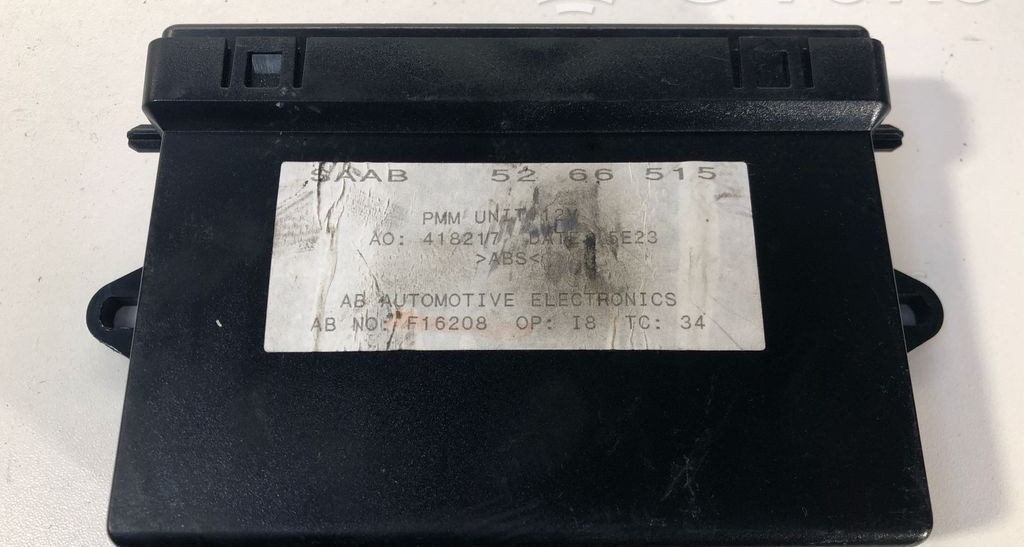 SAAB 52 66 515
PMM UNIT 12V
AO: 418217 DATE 5E23
>ABS<
AB AUTOMOTIVE ELECTRONICS
AB NO: F16208 OP: I8 TC: 34